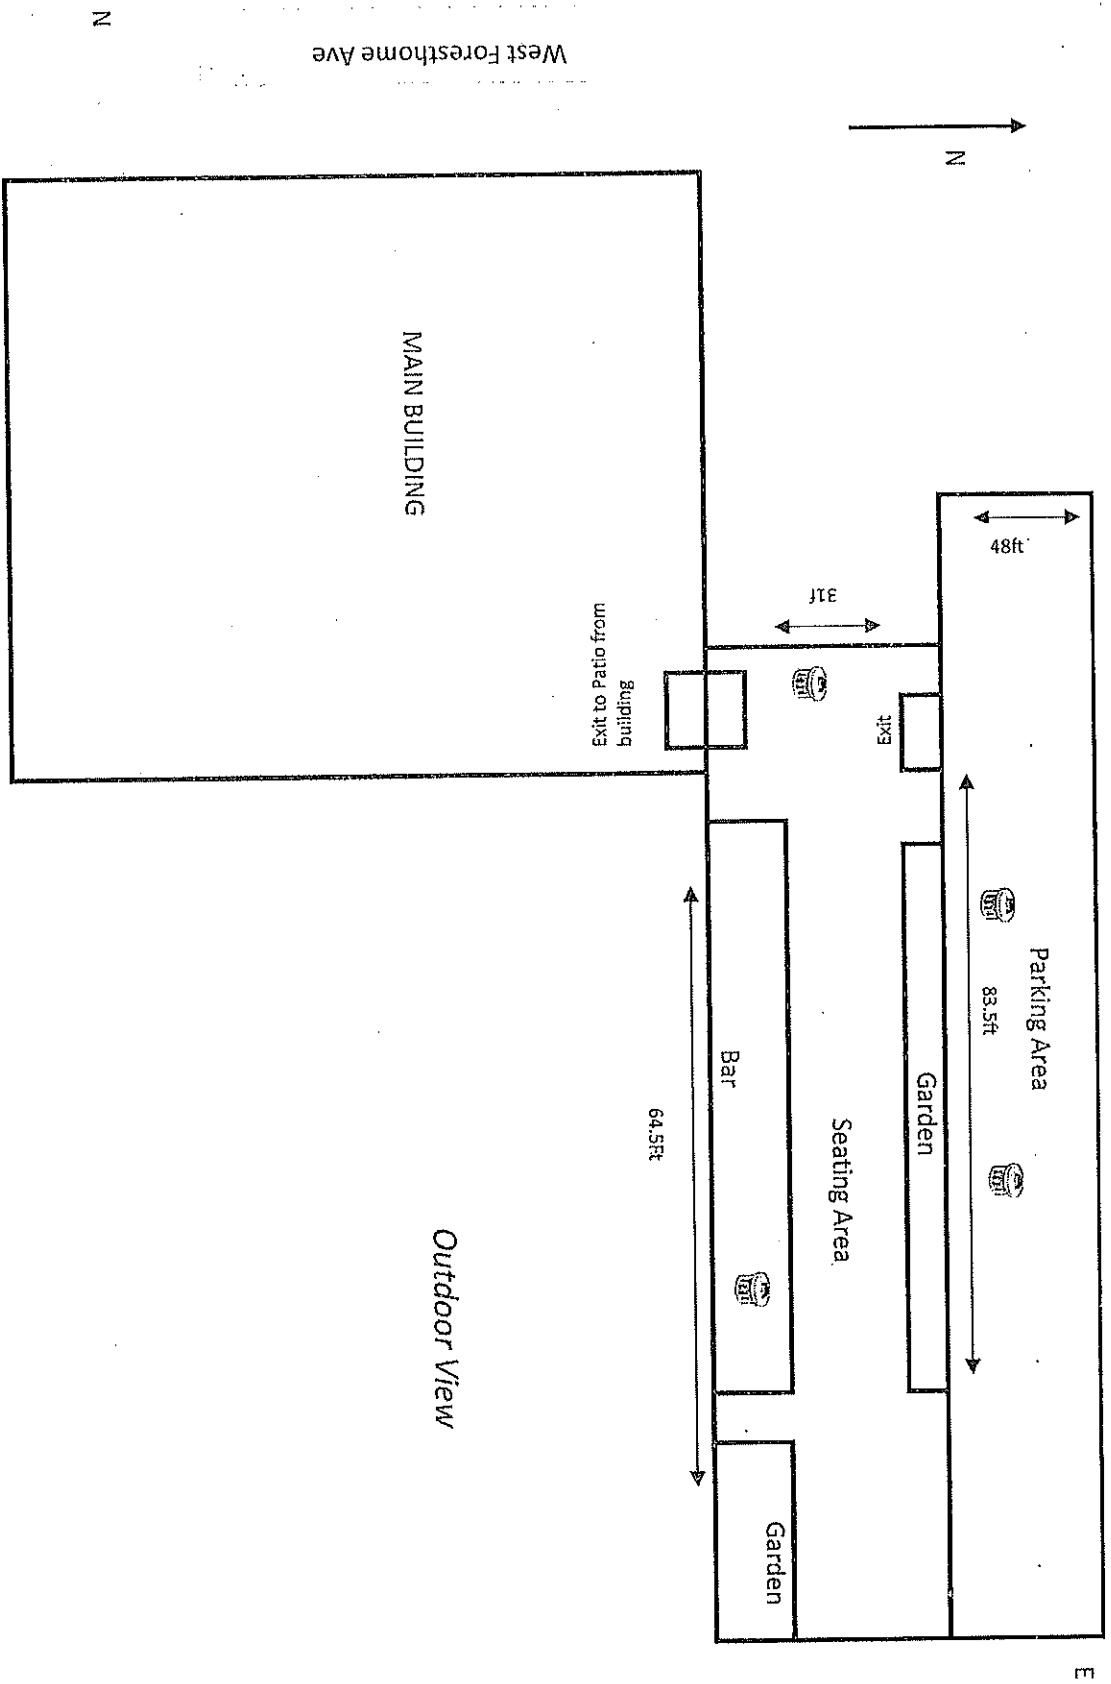 N
West Foresthome Ave
N
MAIN BUILDING
48ft
31f
Exit to Patio from
building
Exit
Parking Area
83.5ft
Garden
Bar
Seating Area
64.5Ft
Outdoor View
Garden
E